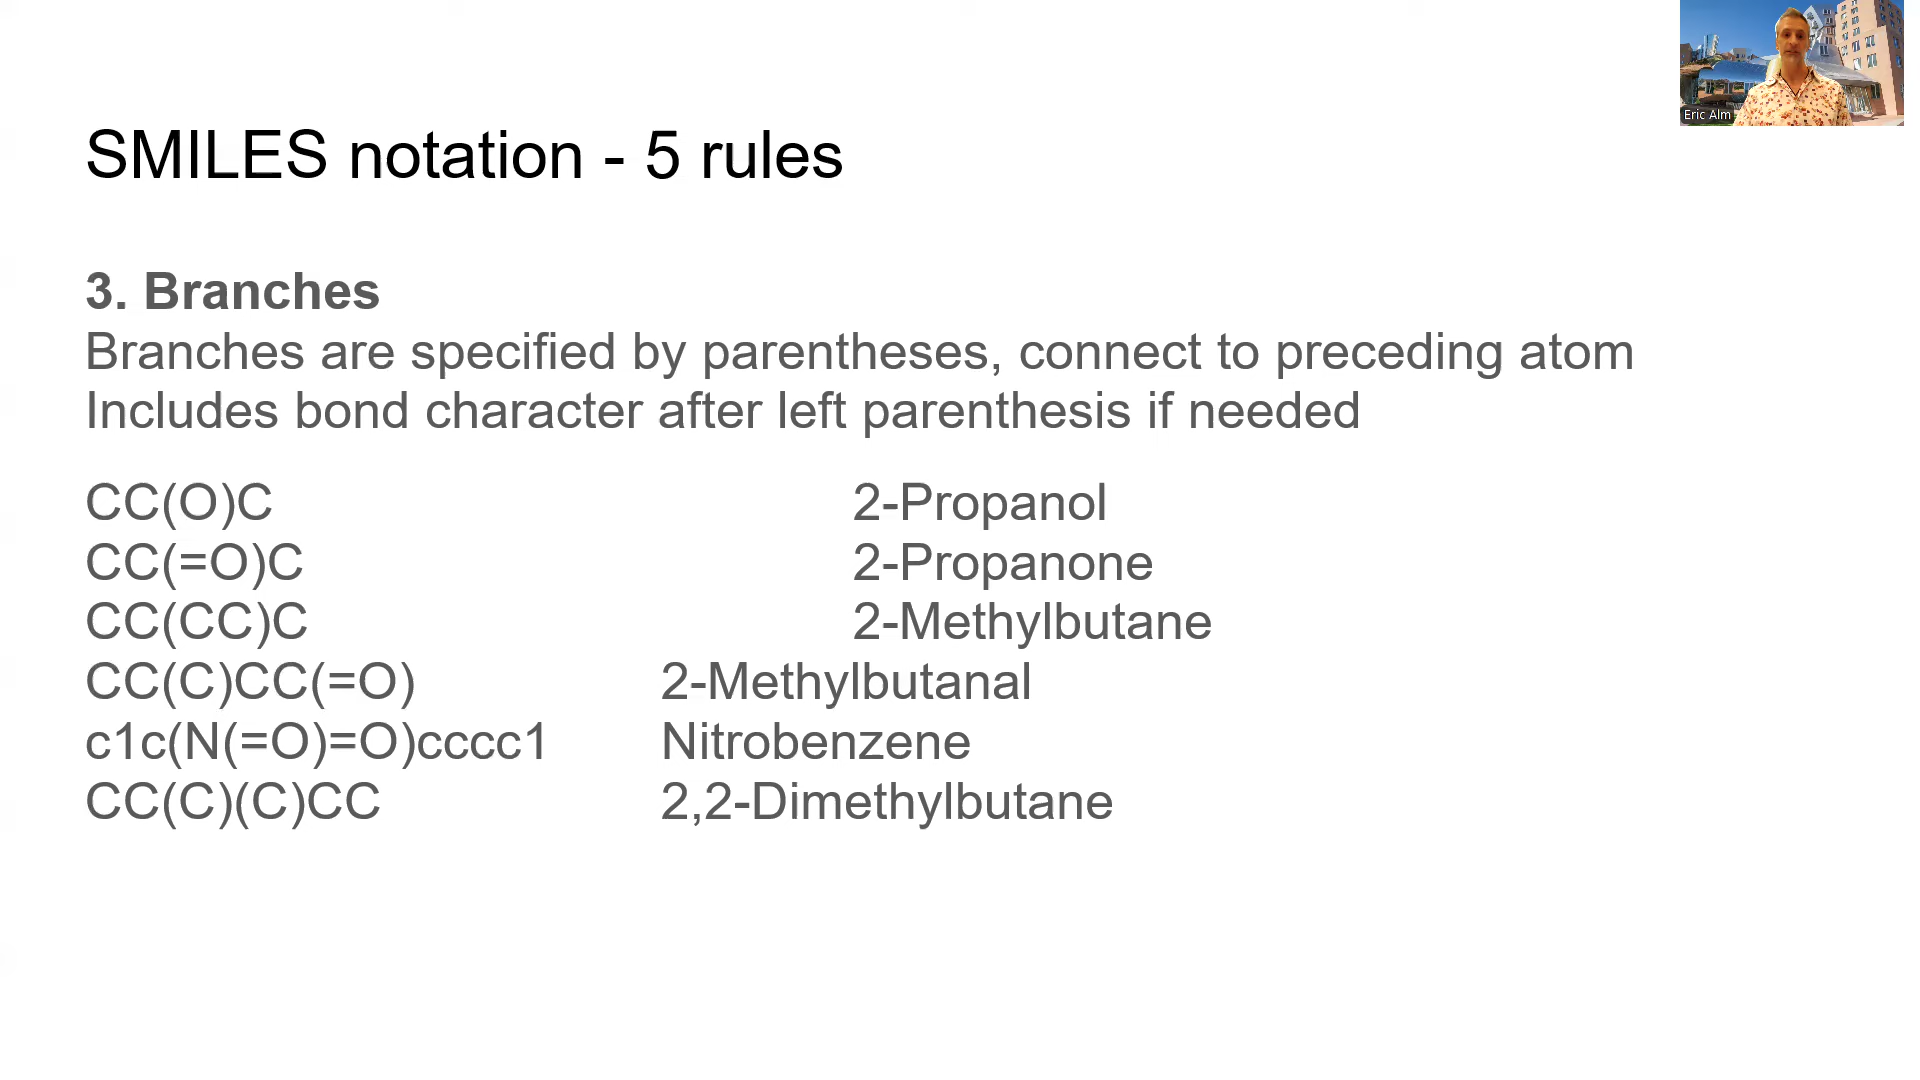 Eric Alm
SMILES notation - 5 rules
3. Branches
Branches are specified by parentheses, connect to preceding atom
Includes bond character after left parenthesis if needed
CC(O)C 2-Propanol
CC(=O)C 2-Propanone
CC(CC)C 2-Methylbutane
CC(C)CC(=O) 2-Methylbutanal
c1c(N(=O)=O)cccc1 Nitrobenzene
CC(C)(C)CC 2,2-Dimethylbutane